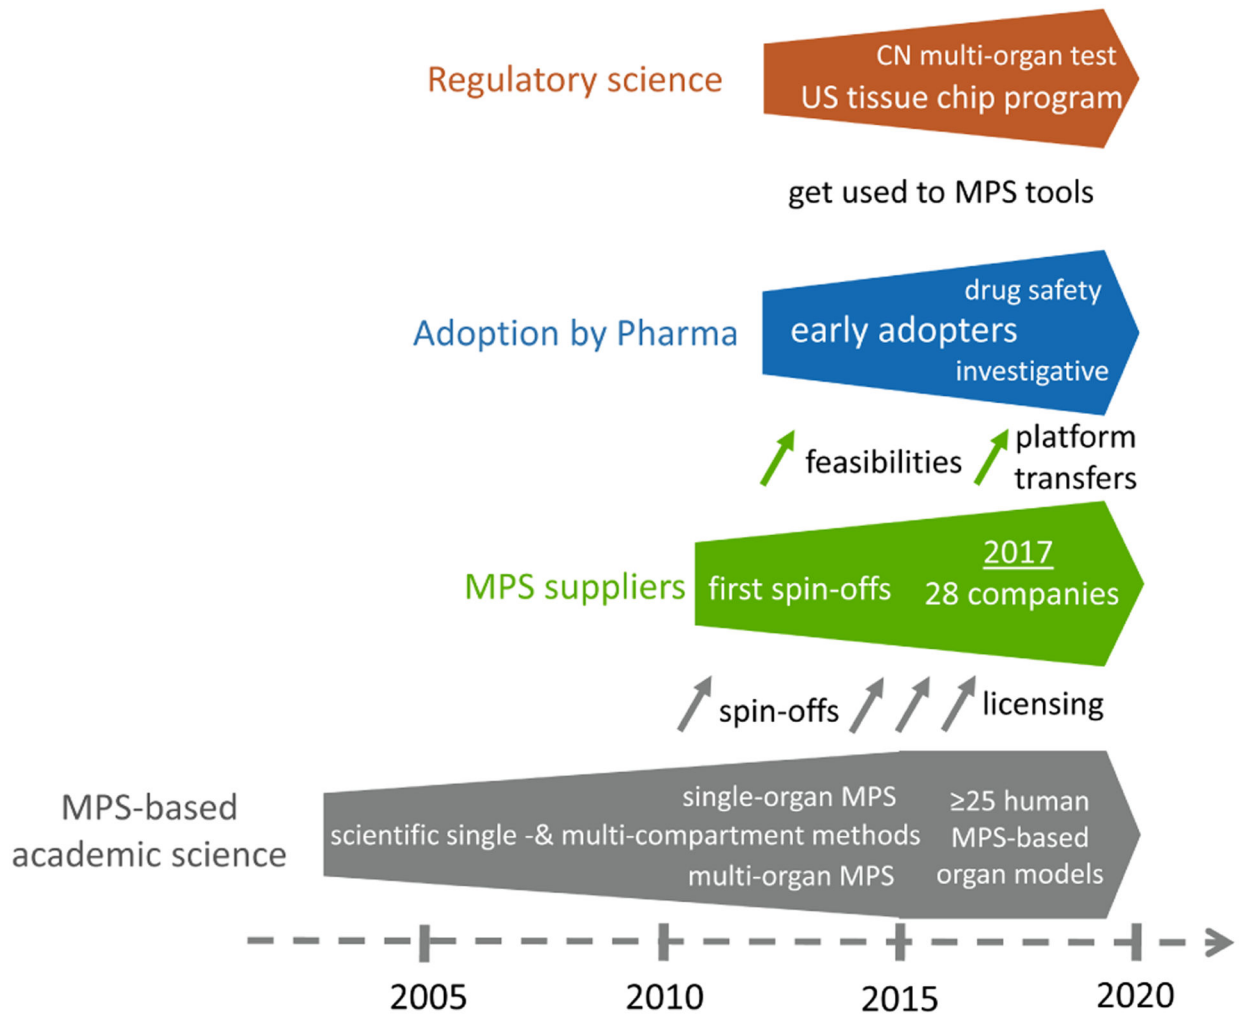 Regulatory science
CN multi-organ test
US tissue chip program
get used to MPS tools
Adoption by Pharma
drug safety
early adopters
investigative
feasibilities
platform
transfers
MPS suppliers
first spin-offs
2017
28 companies
spin-offs
licensing
MPS-based
academic science
single-organ MPS
scientific single -& multi-compartment methods
multi-organ MPS
≥25 human
MPS-based
organ models
2005
2010
2015
2020